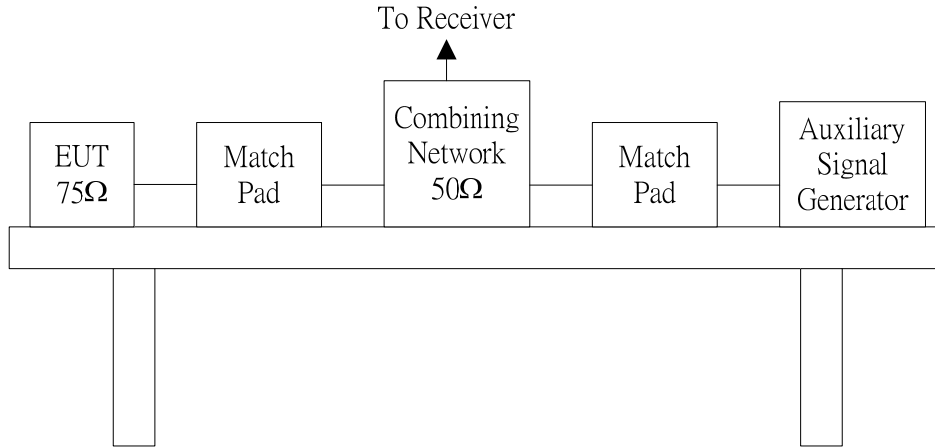 To Receiver
EUT
75Ω
Match
Pad
Combining
Network
50Ω
Match
Pad
Auxiliary
Signal
Generator